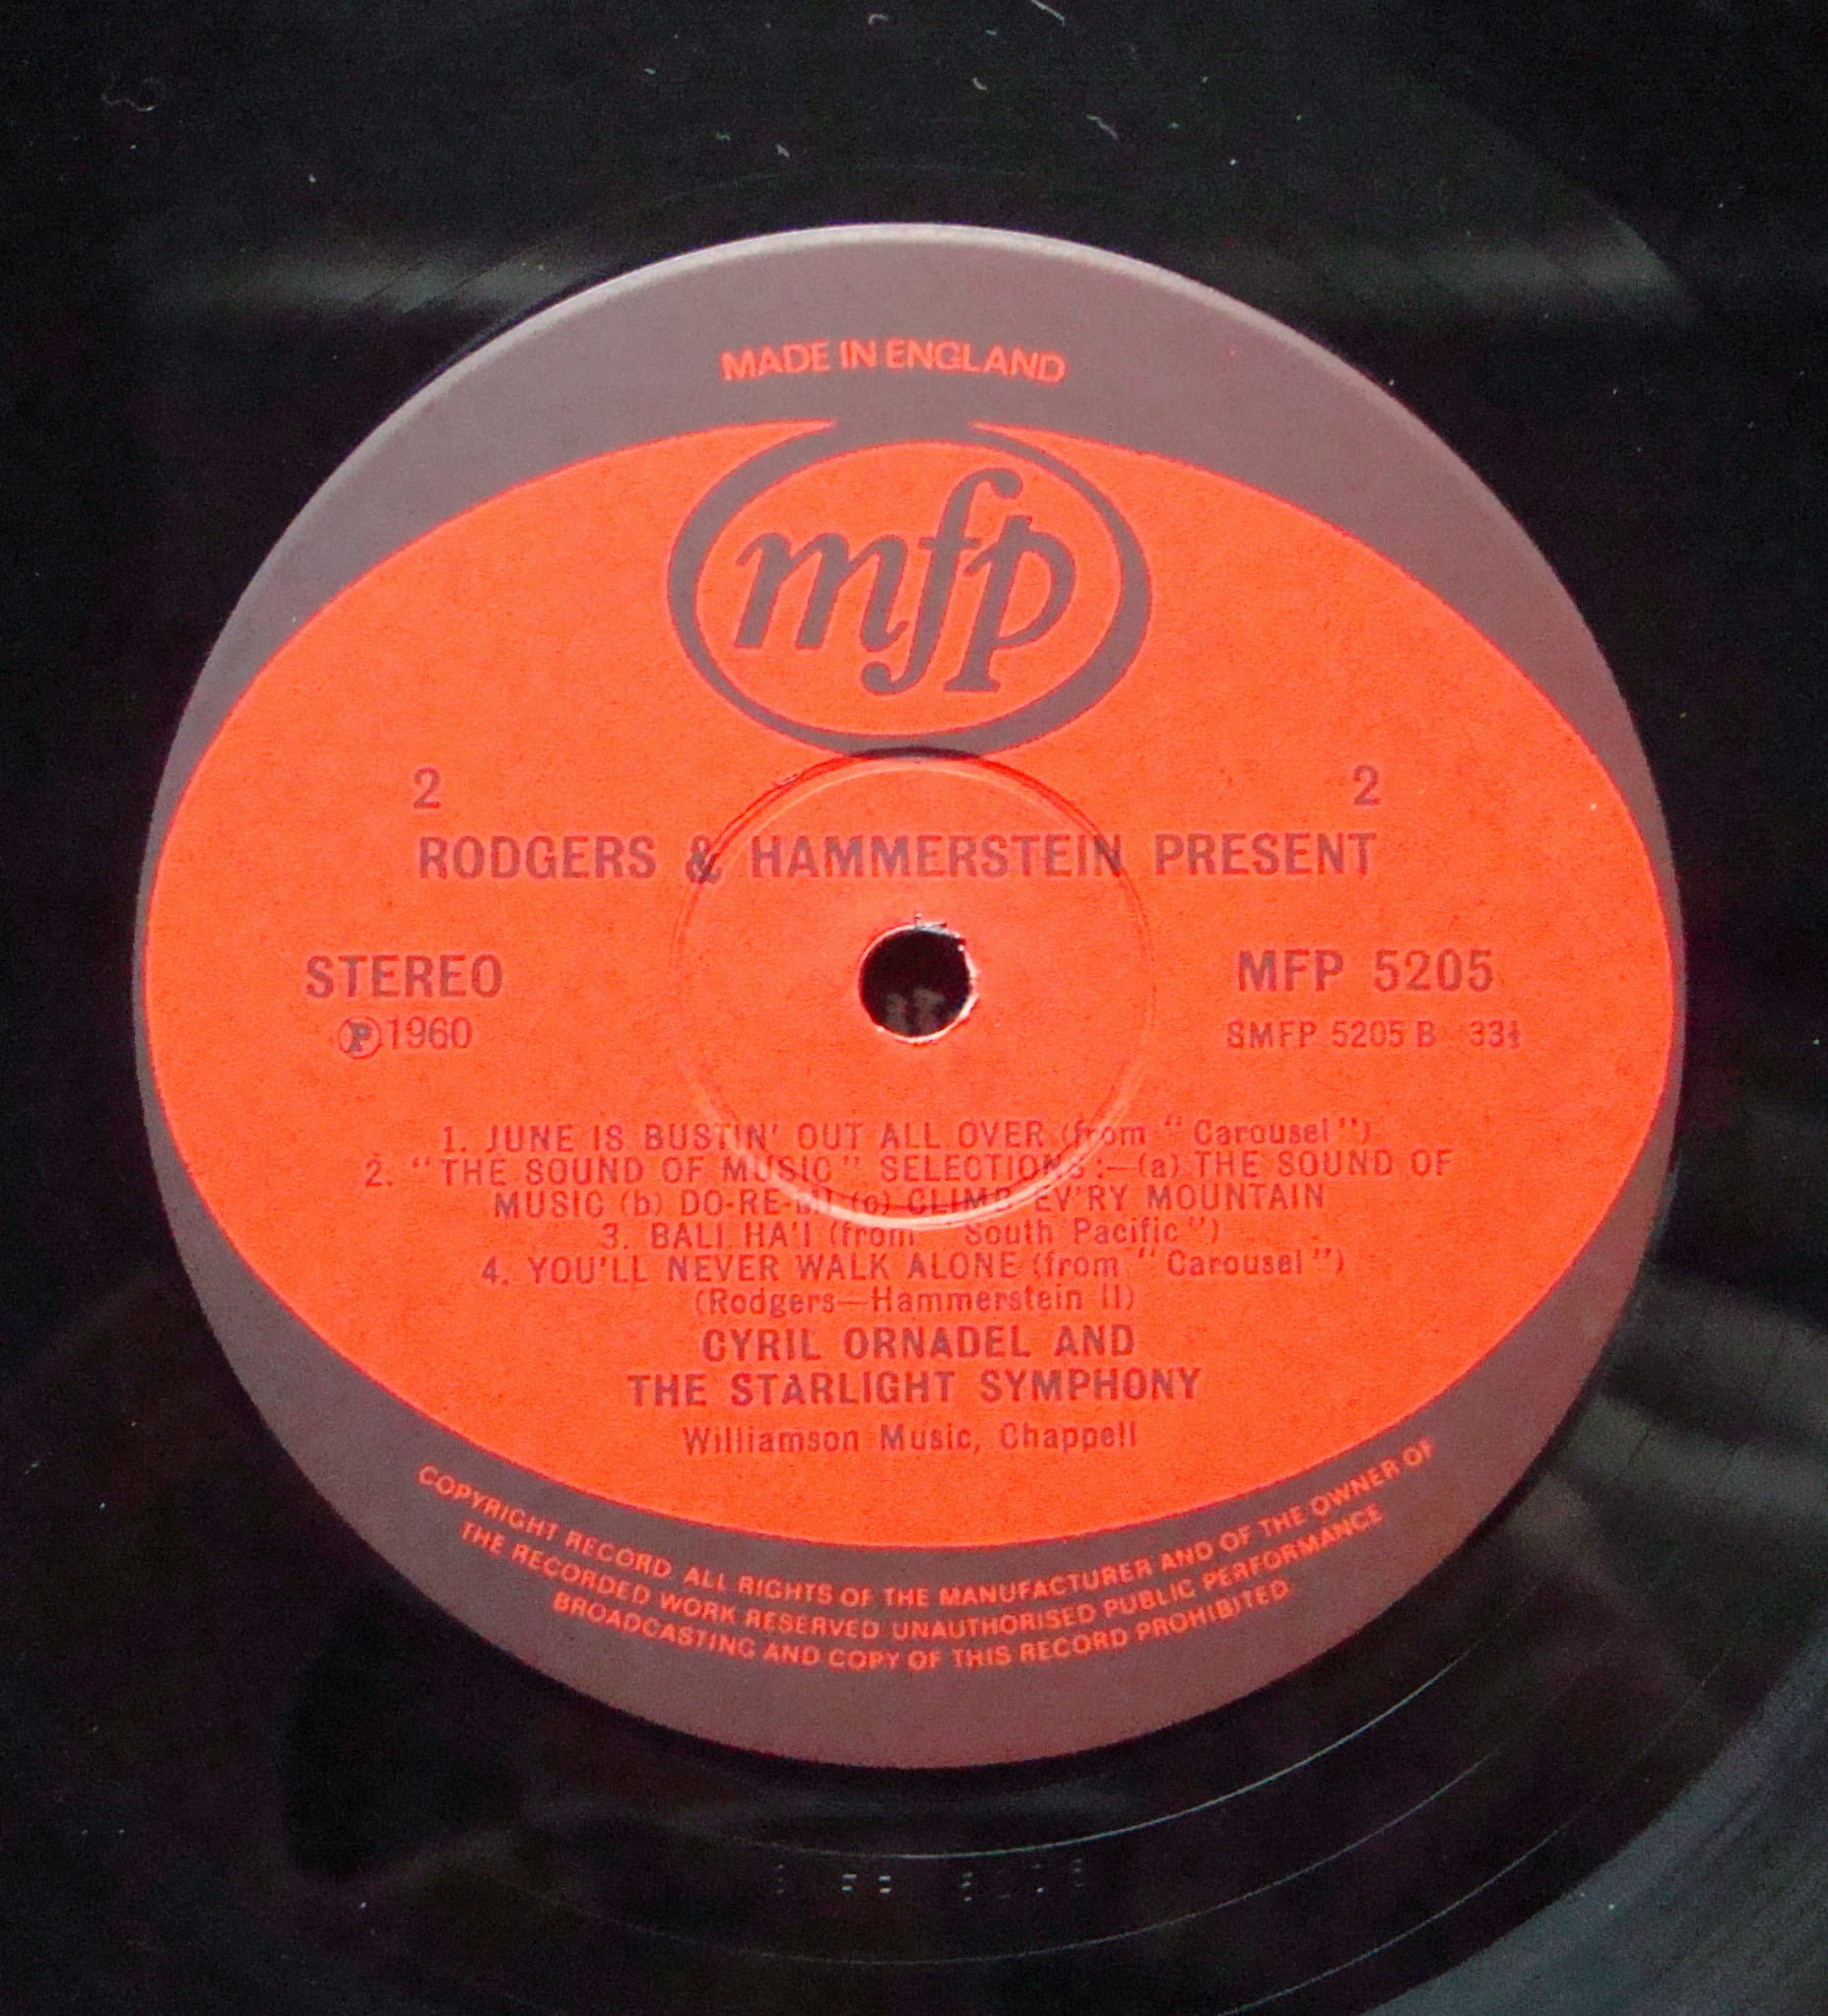 MADE IN ENGLAND
mfp
2 2
RODGERS & HAMMERSTEIN PRESENT
STEREO MFP 5205
Ⓟ1960 SMFP 5205 B 33⅓
1. JUNE IS BUSTIN' OUT ALL OVER (from "Carousel")
2. "THE SOUND OF MUSIC" SELECTIONS:—(a) THE SOUND OF
MUSIC (b) DO-RE-MI (c) CLIMB EV'RY MOUNTAIN
3. BALI HA'I (from "South Pacific")
4. YOU'LL NEVER WALK ALONE (from "Carousel")
(Rodgers—Hammerstein II)
CYRIL ORNADEL AND
THE STARLIGHT SYMPHONY
Williamson Music, Chappell
COPYRIGHT RECORD ALL RIGHTS OF THE MANUFACTURER AND OF THE OWNER OF
THE RECORDED WORK RESERVED UNAUTHORISED PUBLIC PERFORMANCE
BROADCASTING AND COPY OF THIS RECORD PROHIBITED